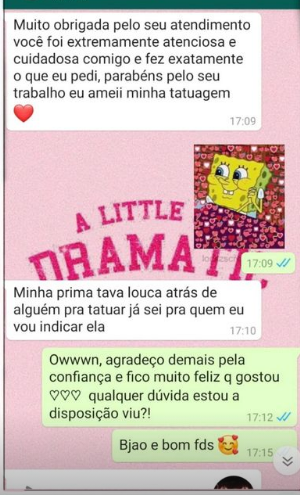 Muito obrigada pelo seu atendimento
você foi extremamente atenciosa e
cuidadosa comigo e fez exatamente
o que eu pedi, parabéns pelo seu
trabalho eu ameii minha tatuagem
❤️
17:09
A LITTLE
17:09
Minha prima tava louca atrás de
alguém pra tatuar já sei pra quem eu
vou indicar ela
17:10
Owwwn, agradeço demais pela
confiança e fico muito feliz q gostou
♡♡♡ qualquer dúvida estou a
disposição viu?!
17:12
Bjao e bom fds 🥰
17:15